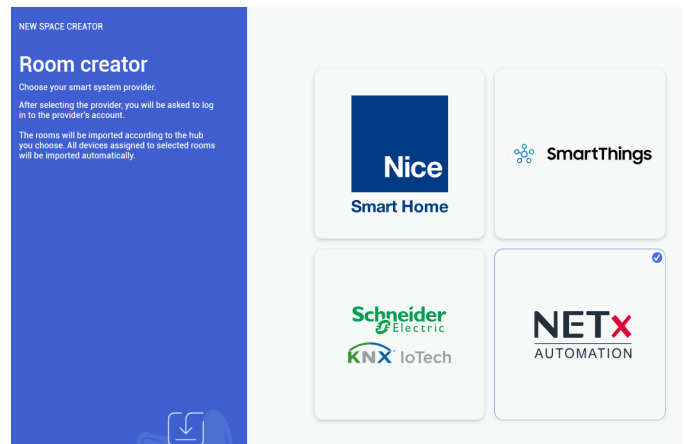 NEW SPACE CREATOR
Room creator
Choose your smart system provider.
After selecting the provider, you will be asked to log
in to the provider's account.
The rooms will be imported according to the hub
you choose. All devices assigned to selected rooms
will be imported automatically.
Nice
Smart Home
SmartThings
Schneider
Electric
KNX IoTech
NETx
AUTOMATION